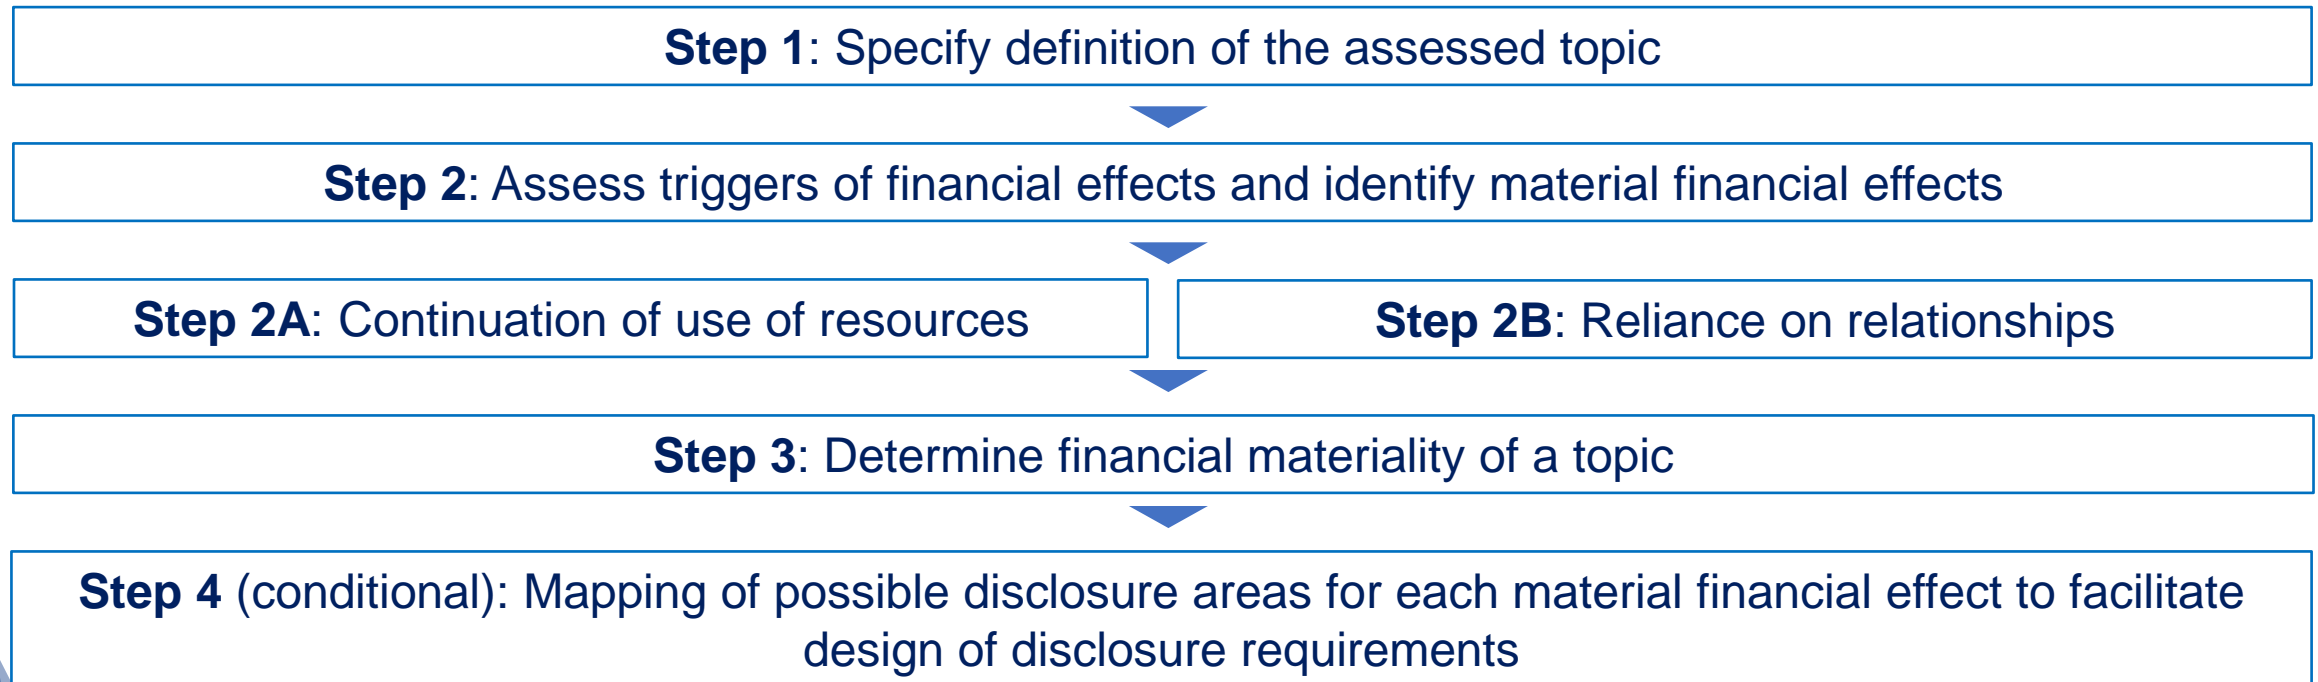 Step 1: Specify definition of the assessed topic
Step 2: Assess triggers of financial effects and identify material financial effects
Step 2A: Continuation of use of resources
Step 2B: Reliance on relationships
Step 3: Determine financial materiality of a topic
Step 4 (conditional): Mapping of possible disclosure areas for each material financial effect to facilitate
design of disclosure requirements